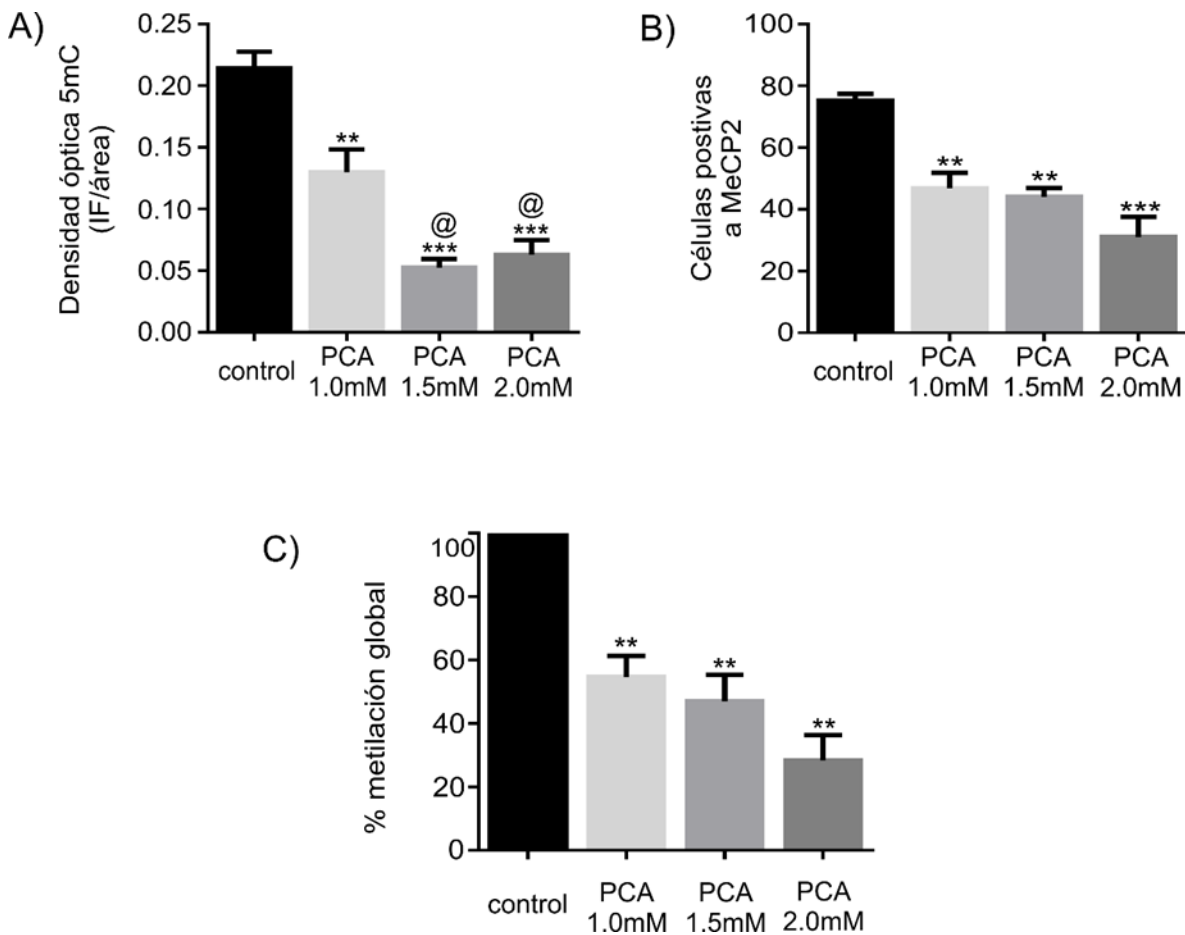 A)
Densidad óptica 5mC
(IF/área)
0.25
0.20
0.15
0.10
0.05
0.00
**
@
***
@
***
control
PCA
1.0mM
PCA
1.5mM
PCA
2.0mM
B)
Células postivas
a MeCP2
100
80
60
40
20
0
**
**
***
control
PCA
1.0mM
PCA
1.5mM
PCA
2.0mM
C)
% metilación global
100
80
60
40
20
0
**
**
**
control
PCA
1.0mM
PCA
1.5mM
PCA
2.0mM